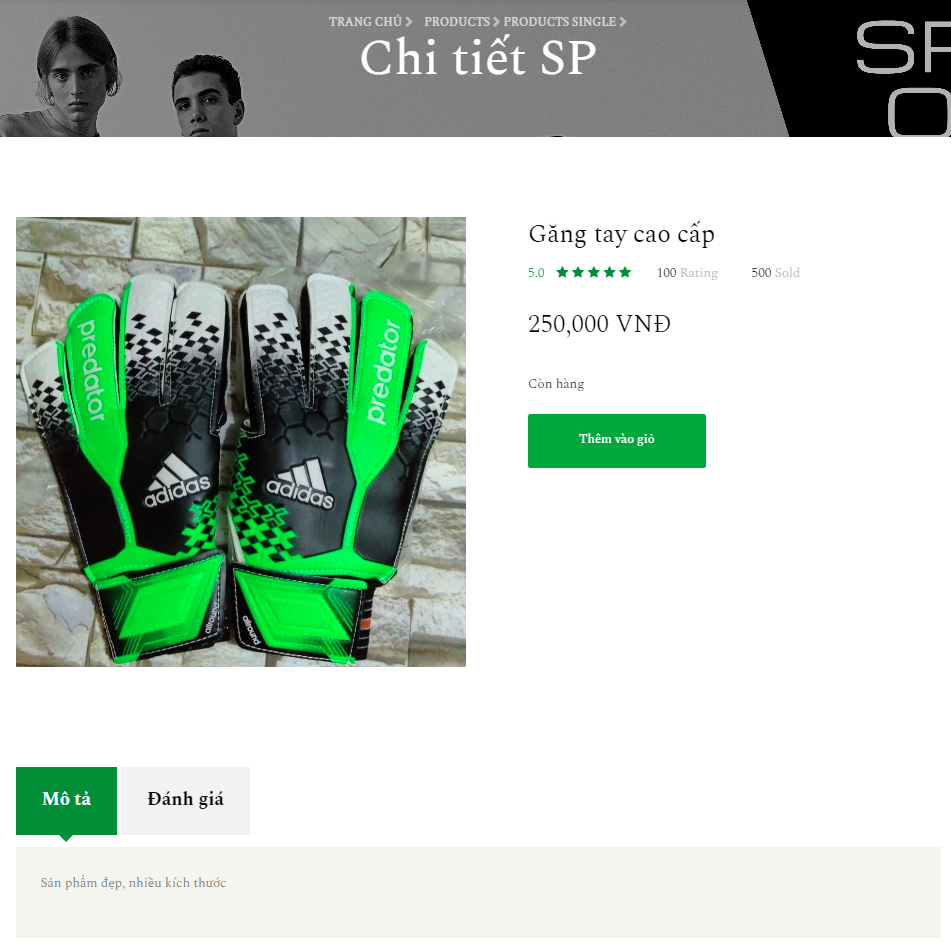 TRANG CHỦ PRODUCTS PRODUCTS SINGLE
Chi tiết SP
SP
O
Găng tay cao cấp
5.0 100 Rating 500 Sold
250,000 VNĐ
Còn hàng
Thêm vào giỏ
predator
predator
adidas
adidas
allround
allround
Mô tả Đánh giá
Sản phẩm đẹp, nhiều kích thước